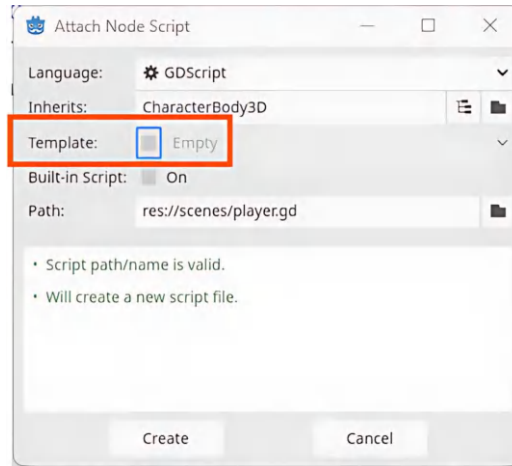 Attach Node Script
Language: GDScript
Inherits: CharacterBody3D
Template: Empty
Built-in Script: On
Path: res://scenes/player.gd
• Script path/name is valid.
• Will create a new script file.
Create Cancel